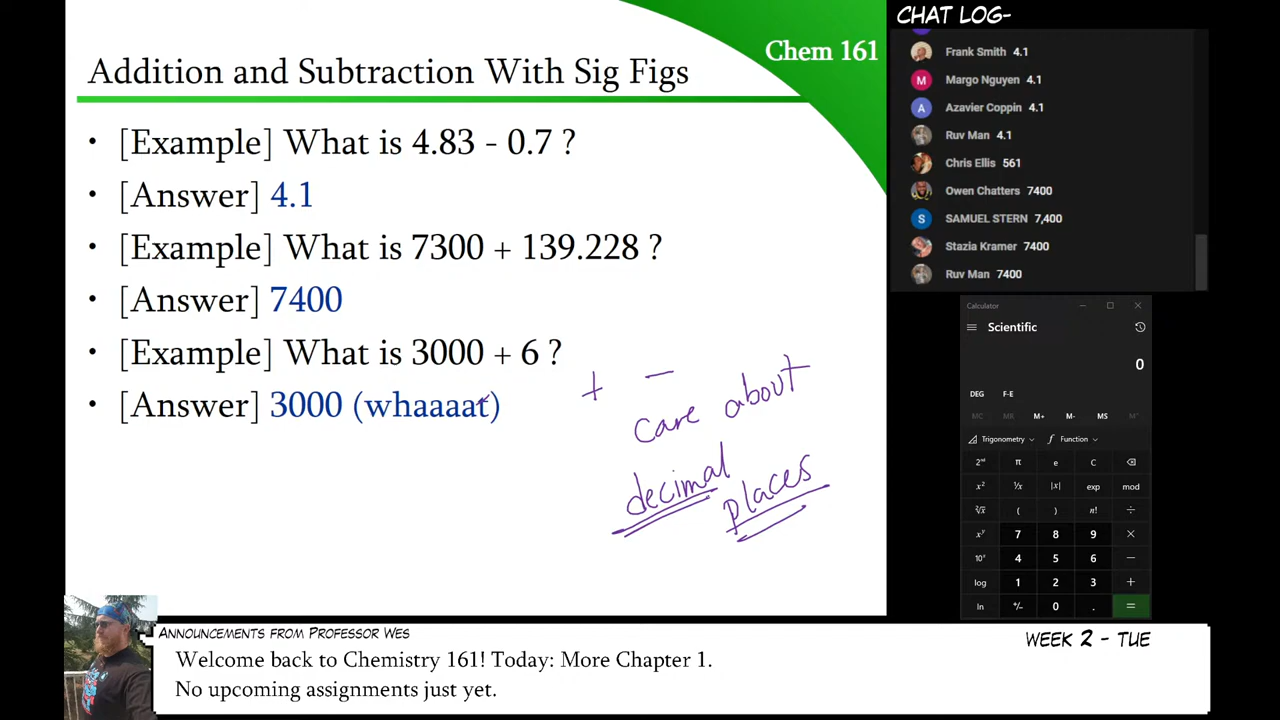 Chem 161
Addition and Subtraction With Sig Figs
• [Example] What is 4.83 - 0.7 ?
• [Answer] 4.1
• [Example] What is 7300 + 139.228 ?
• [Answer] 7400
• [Example] What is 3000 + 6 ?
• [Answer] 3000 (whaaaat)
+ −
care about
decimal
places
CHAT LOG-
Frank Smith 4.1
M Margo Nguyen 4.1
A Azavier Coppin 4.1
Ruv Man 4.1
Chris Ellis 561
Owen Chatters 7400
S SAMUEL STERN 7,400
Stazia Kramer 7400
Ruv Man 7400
Calculator
Scientific
0
DEG F-E
MC MR M+ M- MS M˅
Trigonometry Function
2ⁿᵈ π e C
x² ¹/x |x| exp mod
²√x ( ) n! ÷
xʸ 7 8 9 ×
10ˣ 4 5 6 −
log 1 2 3 +
ln +/- 0 . =
ANNOUNCEMENTS FROM PROFESSOR WES
WEEK 2 - TUE
Welcome back to Chemistry 161! Today: More Chapter 1.
No upcoming assignments just yet.